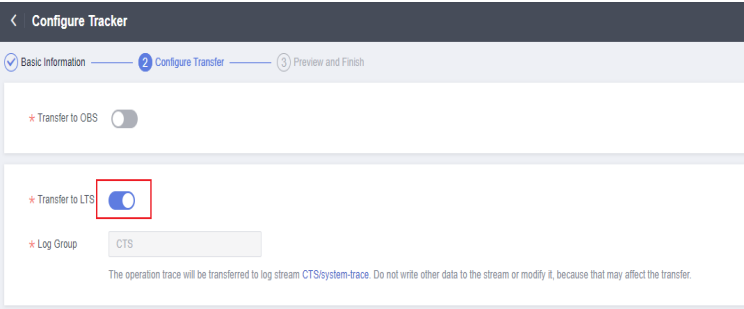 Configure Tracker
Basic Information 2 Configure Transfer 3 Preview and Finish
* Transfer to OBS
* Transfer to LTS
* Log Group CTS
The operation trace will be transferred to log stream CTS/system-trace. Do not write other data to the stream or modify it, because that may affect the transfer.